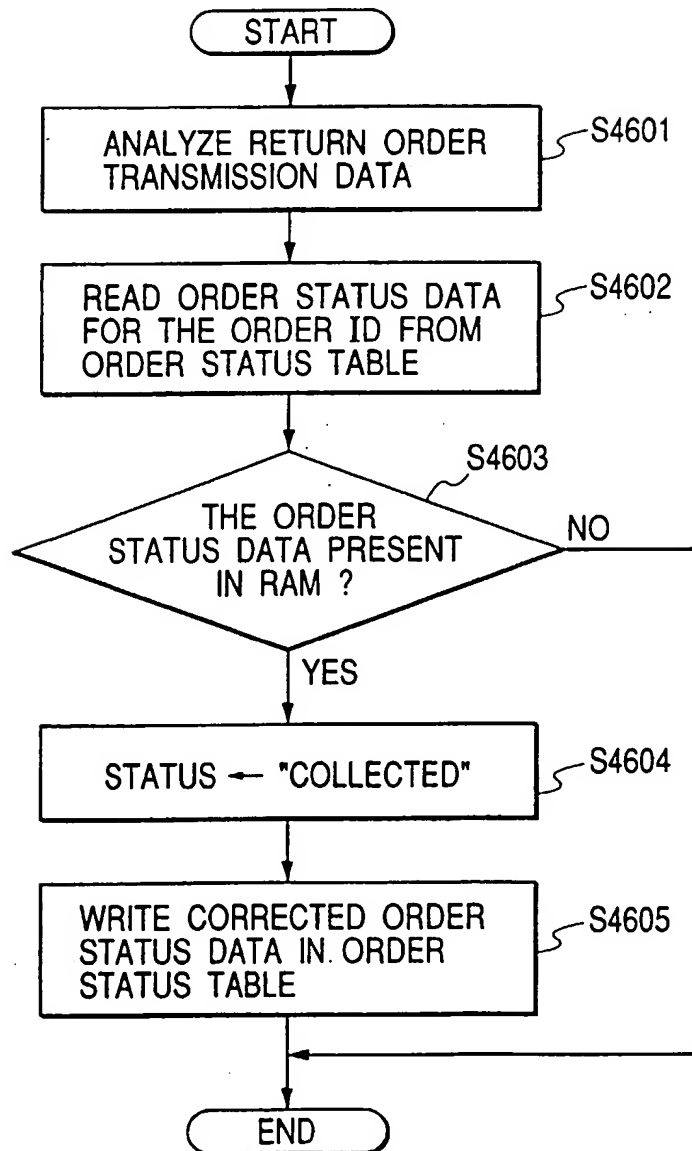 START
ANALYZE RETURN ORDER
TRANSMISSION DATA
S4601
READ ORDER STATUS DATA
FOR THE ORDER ID FROM
ORDER STATUS TABLE
S4602
S4603
THE ORDER
STATUS DATA PRESENT
IN RAM ?
NO
YES
STATUS ← "COLLECTED"
S4604
WRITE CORRECTED ORDER
STATUS DATA IN ORDER
STATUS TABLE
S4605
END